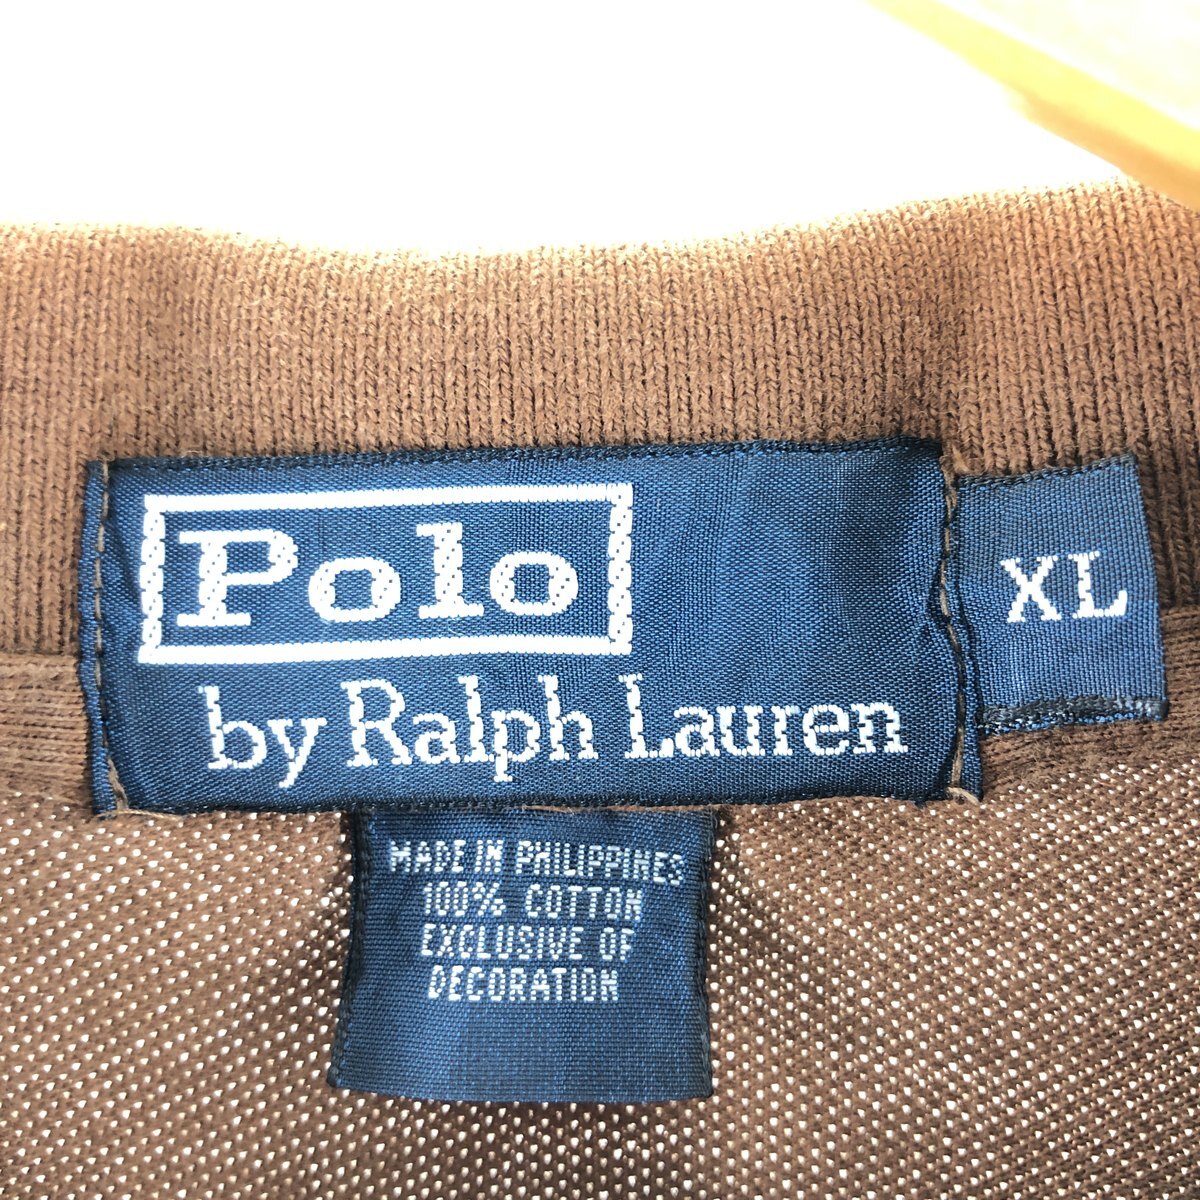 Polo
by Ralph Lauren
XL
MADE IN PHILIPPINES
100% COTTON
EXCLUSIVE OF
DECORATION